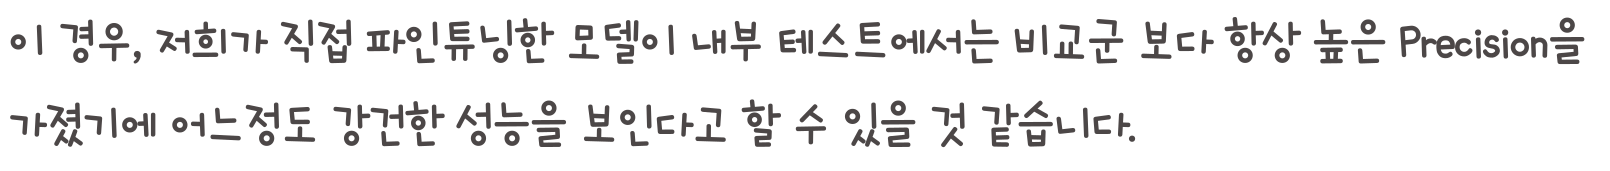 이 경우, 저희가 직접 파인튜닝한 모델이 내부 테스트에서는 비교군 보다 항상 높은 Precision을
가졌기에 어느정도 강건한 성능을 보인다고 할 수 있을 것 같습니다.